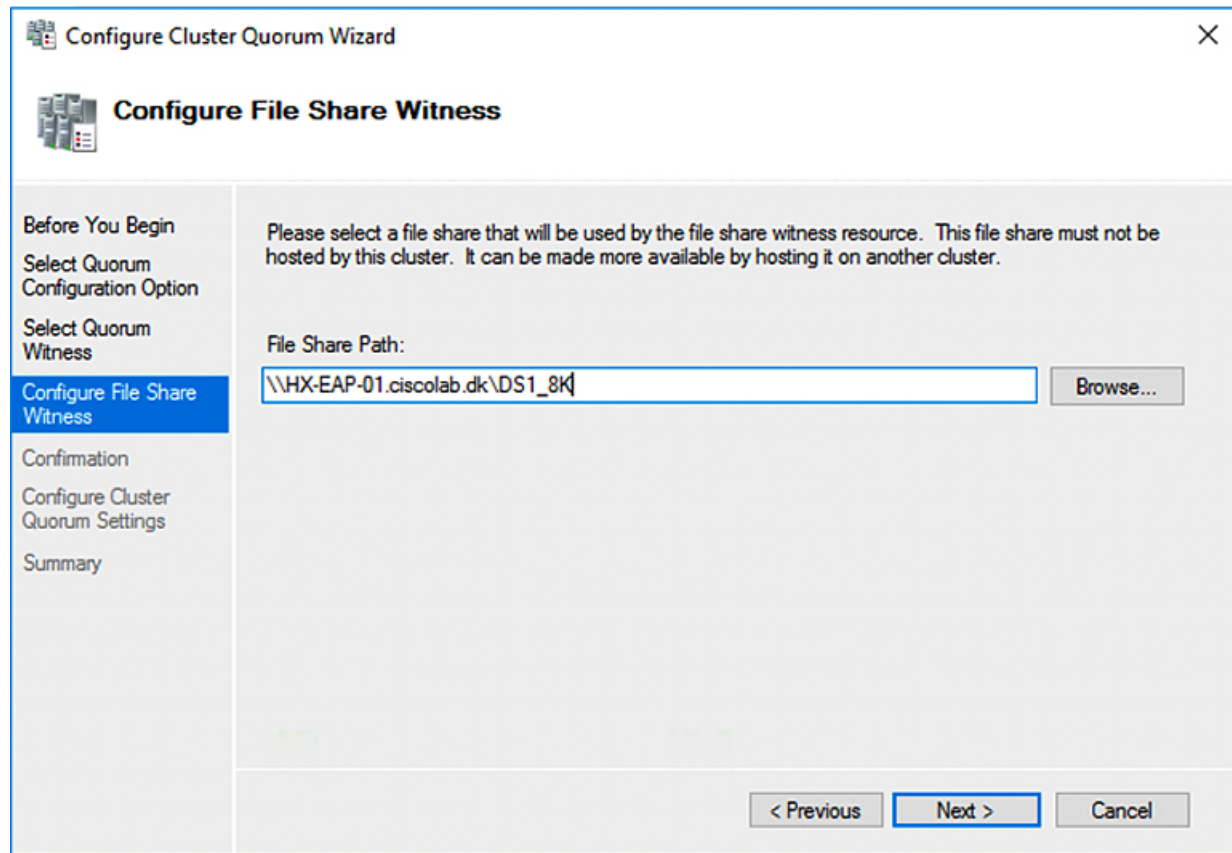 Configure Cluster Quorum Wizard
Configure File Share Witness
Before You Begin
Select Quorum
Configuration Option
Select Quorum
Witness
Configure File Share
Witness
Confirmation
Configure Cluster
Quorum Settings
Summary
Please select a file share that will be used by the file share witness resource.  This file share must not be
hosted by this cluster.  It can be made more available by hosting it on another cluster.
File Share Path:
\\HX-EAP-01.ciscolab.dk\DS1_8K
Browse...
< Previous
Next >
Cancel